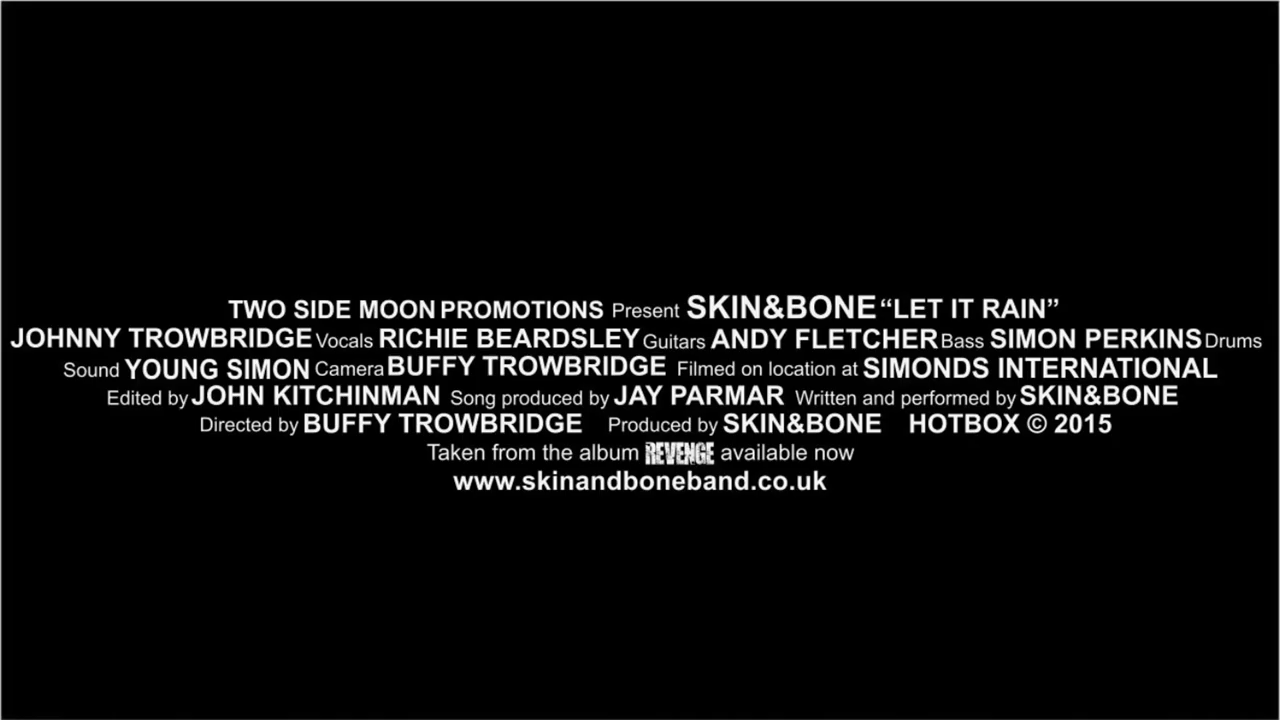 TWO SIDE MOON PROMOTIONS Present SKIN&BONE “LET IT RAIN”
JOHNNY TROWBRIDGE Vocals RICHIE BEARDSLEY Guitars ANDY FLETCHER Bass SIMON PERKINS Drums
Sound YOUNG SIMON Camera BUFFY TROWBRIDGE Filmed on location at SIMONDS INTERNATIONAL
Edited by JOHN KITCHINMAN Song produced by JAY PARMAR Written and performed by SKIN&BONE
Directed by BUFFY TROWBRIDGE Produced by SKIN&BONE HOTBOX © 2015
Taken from the album REVENGE available now
www.skinandboneband.co.uk